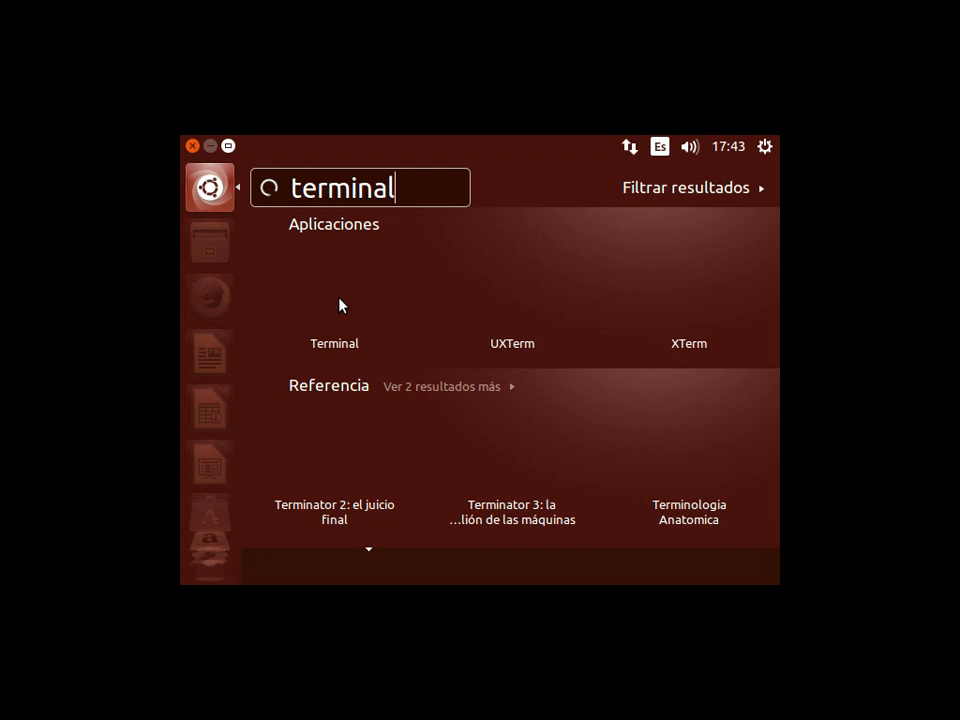 Es 17:43
terminal Filtrar resultados
Aplicaciones
Terminal UXTerm XTerm
Referencia Ver 2 resultados más
Terminator 2: el juicio final
Terminator 3: la ...lión de las máquinas
Terminologia Anatomica